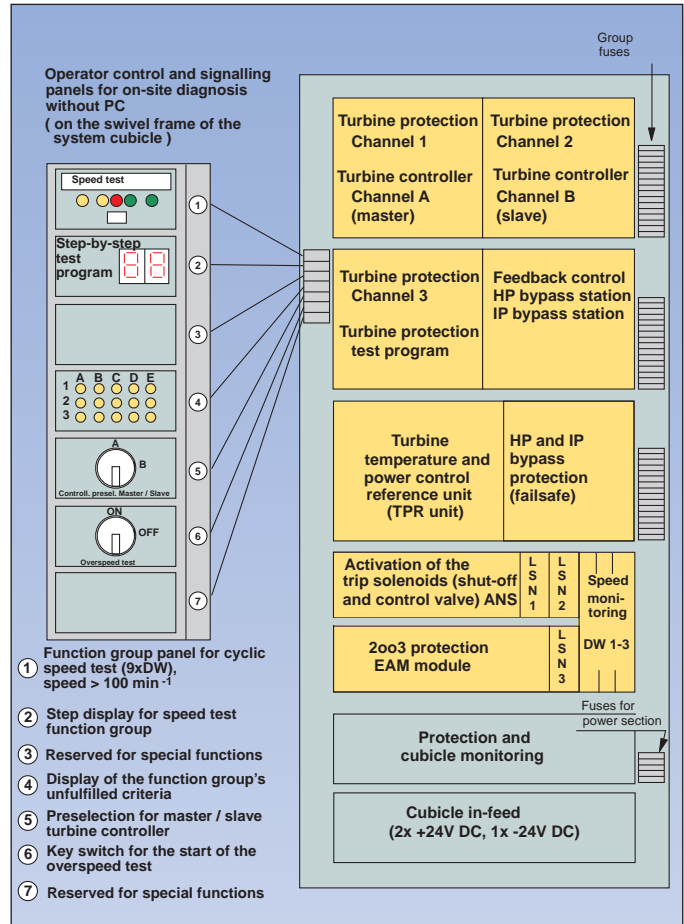 Group
fuses
Operator control and signalling
panels for on-site diagnosis
without PC
( on the swivel frame of the
system cubicle )
Speed test
1
Step-by-step
test
program
88
2
3
A B C D E
1
2
3
4
A
B
Controll. presel. Master / Slave
5
ON
OFF
Overspeed test
6
7
Turbine protection
Channel 1
Turbine controller
Channel A
(master)
Turbine protection
Channel 2
Turbine controller
Channel B
(slave)
Turbine protection
Channel 3
Turbine protection
test program
Feedback control
HP bypass station
IP bypass station
Turbine
temperature and
power control
reference unit
(TPR unit)
HP and IP
bypass
protection
(failsafe)
Activation of the
trip solenoids (shut-off
and control valve) ANS
L
S
N
1
L
S
N
2
Speed
moni-
toring
DW 1-3
2oo3 protection
EAM module
L
S
N
3
Fuses for
power section
Protection and
cubicle monitoring
Cubicle in-feed
(2x +24V DC, 1x -24V DC)
1 Function group panel for cyclic
speed test (9xDW),
speed > 100 min -1
2 Step display for speed test
function group
3 Reserved for special functions
4 Display of the function group's
unfulfilled criteria
5 Preselection for master / slave
turbine controller
6 Key switch for the start of the
overspeed test
7 Reserved for special functions